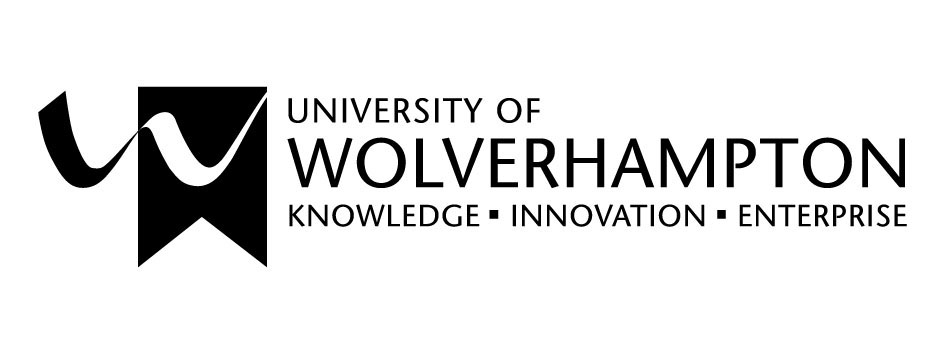 UNIVERSITY OF
WOLVERHAMPTON
KNOWLEDGE ▪ INNOVATION ▪ ENTERPRISE